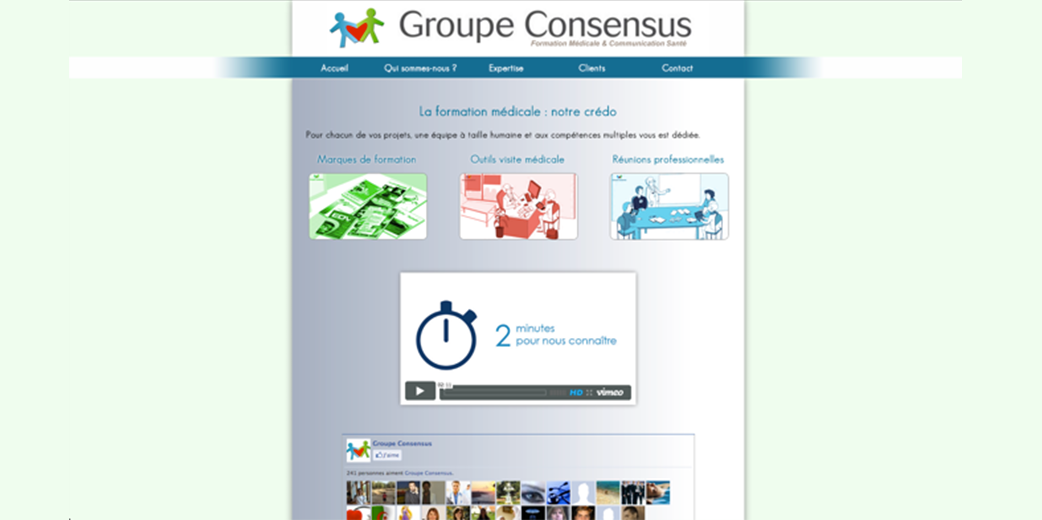 Groupe Consensus
Formation Médicale & Communication Santé
Accueil Qui sommes-nous ? Expertise Clients Contact
La formation médicale : notre crédo
Pour chacun de vos projets, une équipe à taille humaine et aux compétences multiples vous est dédiée.
Marques de formation Outils visite médicale Réunions professionnelles
2 minutes
pour nous connaître
HD vimeo
Groupe Consensus
J'aime
241 personnes aiment Groupe Consensus.